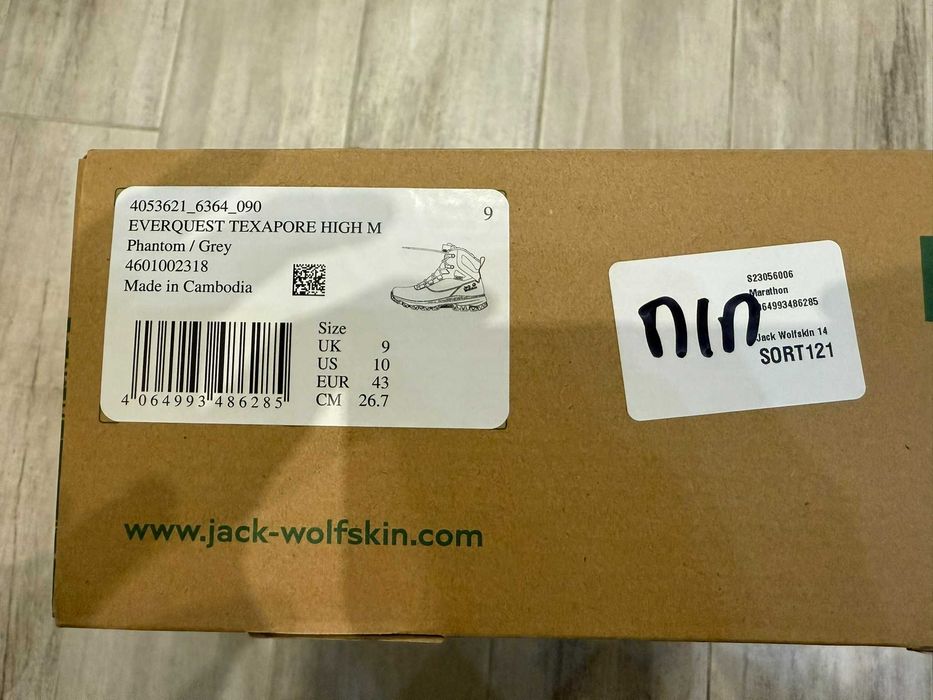 4053621_6364_090
EVERQUEST TEXAPORE HIGH M
Phantom / Grey
4601002318
Made in Cambodia
9
Size
UK 9
US 10
EUR 43
CM 26.7
4 064993 486285
www.jack-wolfskin.com
S23056006
Marathon
64993486285
Jack Wolfskin 14
SORT121